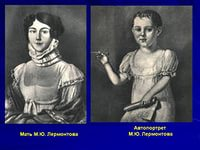 Мать М.Ю. Лермонтова
Автопортрет
М.Ю. Лермонтова